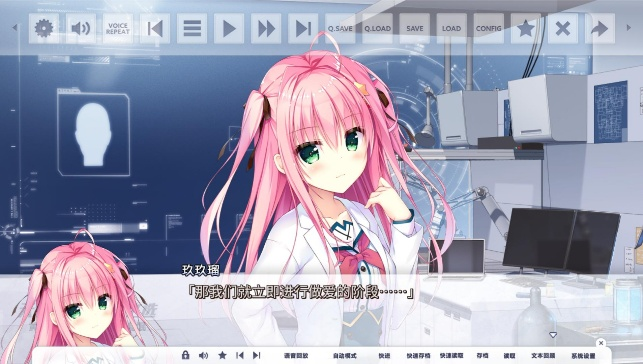 VOICE
REPEAT
Q.SAVE
Q.LOAD
SAVE
LOAD
CONFIG
玖玖瑠
「那我们就立即进行做爱的阶段……」
语音回放
自动模式
快进
快速存档
快速读取
存档
读取
文本回顾
系统设置